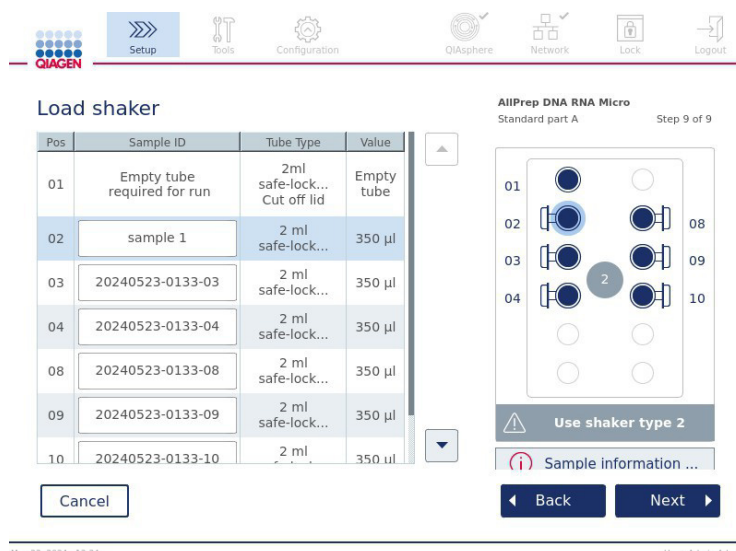 Setup
Tools
Configuration
QIAsphere
Network
Lock
Logout
QIAGEN
Load shaker
AllPrep DNA RNA Micro
Standard part A
Step 9 of 9
Pos
Sample ID
Tube Type
Value
01
Empty tube
required for run
2ml
safe-lock...
Cut off lid
Empty
tube
02
sample 1
2 ml
safe-lock...
350 µl
03
20240523-0133-03
2 ml
safe-lock...
350 µl
04
20240523-0133-04
2 ml
safe-lock...
350 µl
08
20240523-0133-08
2 ml
safe-lock...
350 µl
09
20240523-0133-09
2 ml
safe-lock...
350 µl
10
20240523-0133-10
2 ml
350 µl
01
02
08
03
09
2
04
10
Use shaker type 2
Sample information ...
Cancel
Back
Next